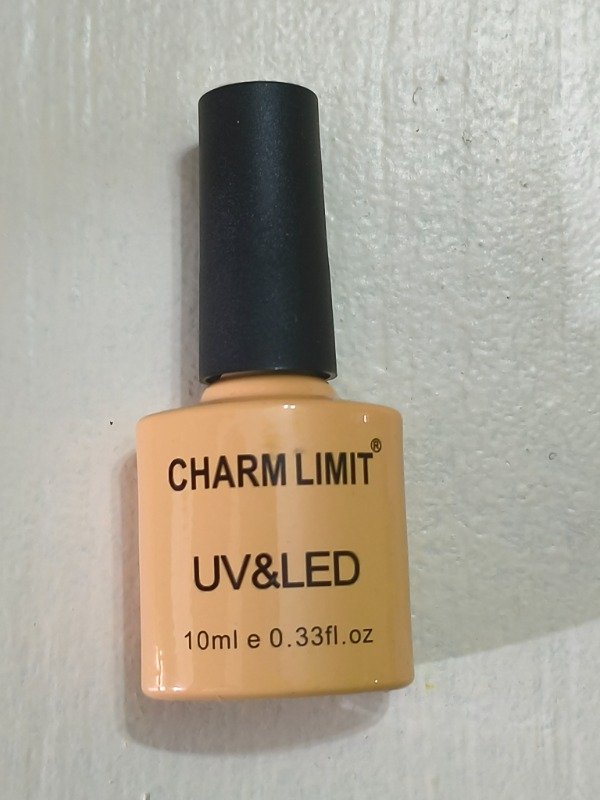 CHARM LIMIT®
UV&LED
10ml e 0.33fl.oz